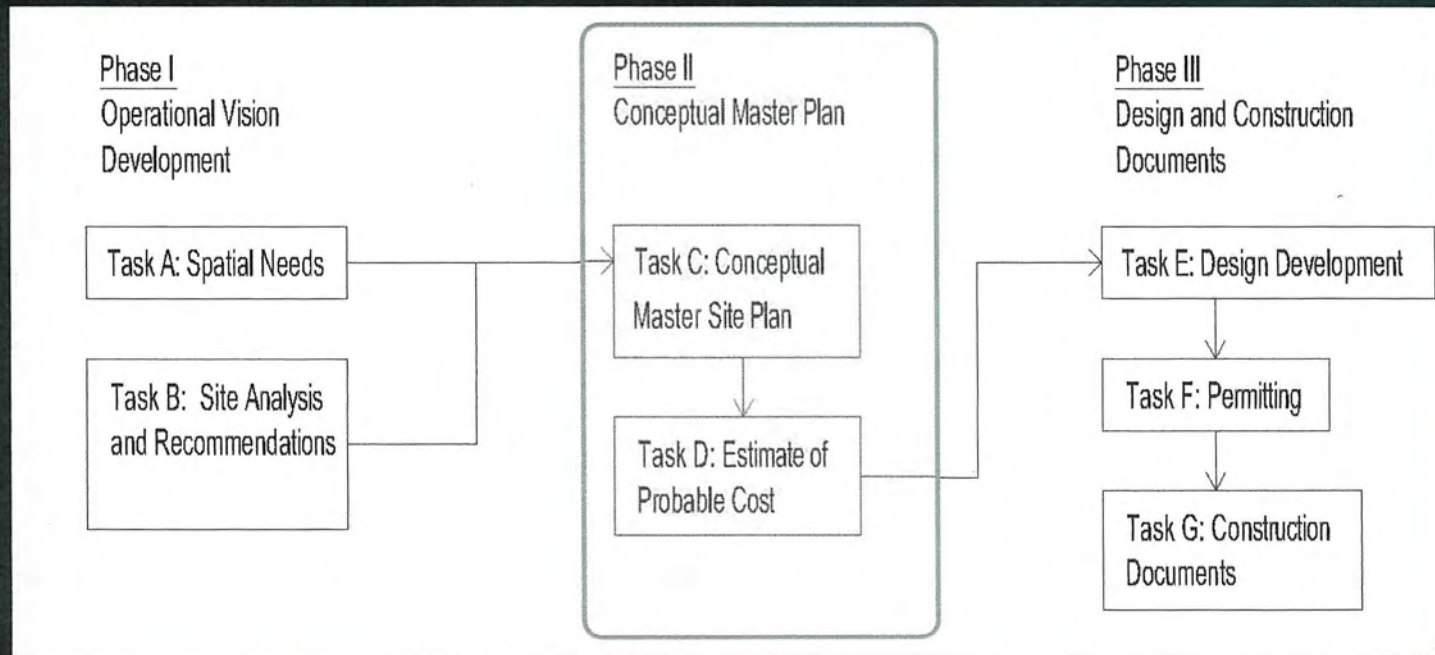 Phase I
Operational Vision
Development
Task A: Spatial Needs
Task B: Site Analysis
and Recommendations
Phase II
Conceptual Master Plan
Task C: Conceptual
Master Site Plan
Task D: Estimate of
Probable Cost
Phase III
Design and Construction
Documents
Task E: Design Development
Task F: Permitting
Task G: Construction
Documents